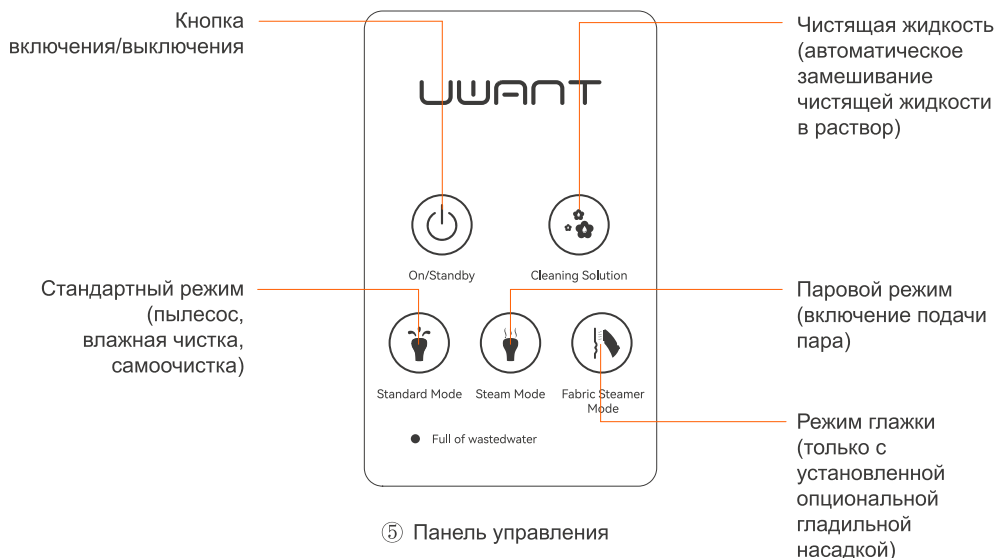 Кнопка
включения/выключения
Чистящая жидкость
(автоматическое
замешивание
чистящей жидкости
в раствор)
UWANT
On/Standby
Cleaning Solution
Стандартный режим
(пылесос,
влажная чистка,
самоочистка)
Паровой режим
(включение подачи
пара)
Standard Mode
Steam Mode
Fabric Steamer
Mode
Full of wastedwater
Режим глажки
(только с
установленной
опциональной
гладильной
насадкой)
⑤ Панель управления